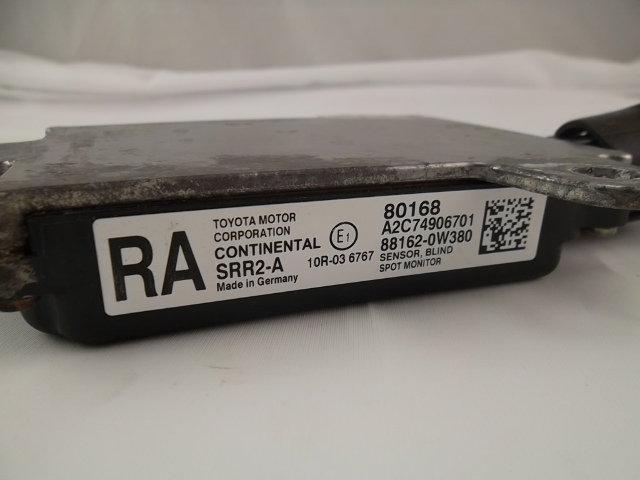 RA
TOYOTA MOTOR
CORPORATION
CONTINENTAL
SRR2-A
Made in Germany
E1
10R-03 6767
80168
A2C74906701
88162-0W380
SENSOR, BLIND
SPOT MONITOR